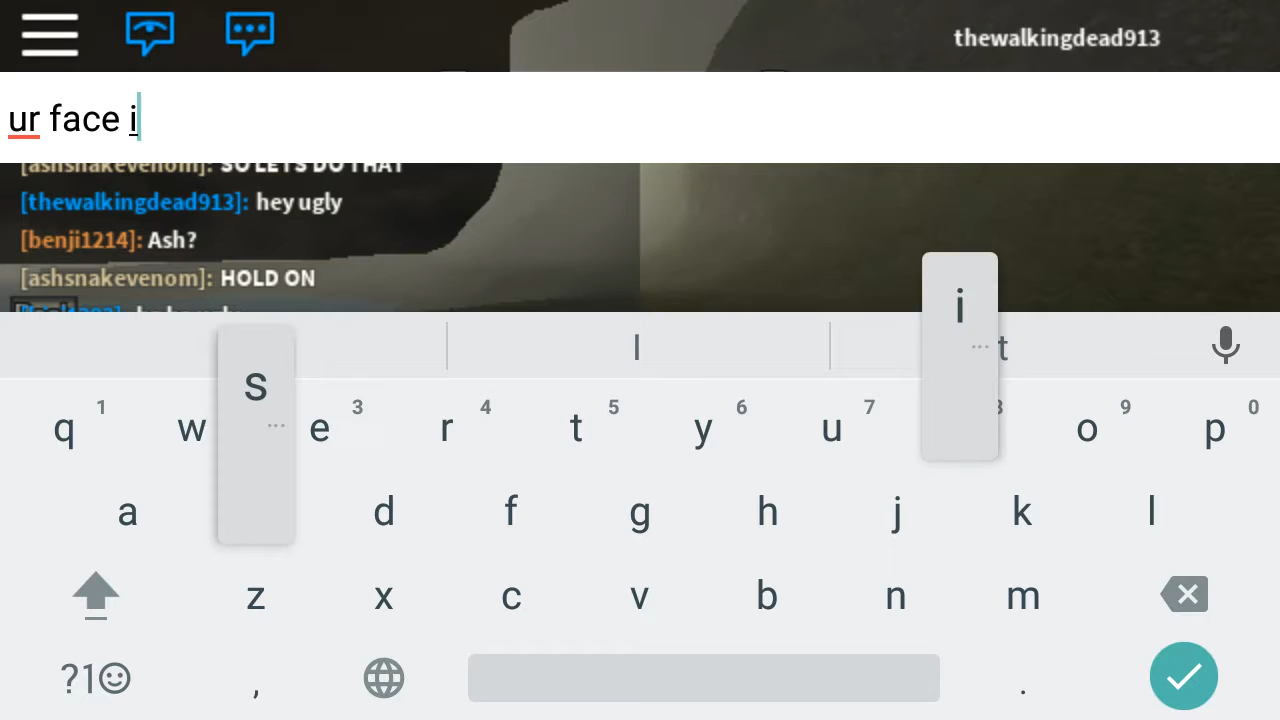 thewalkingdead913
ur face i
[ashsnakevenom]: SO LETS DO THAT
[thewalkingdead913]: hey ugly
[benji1214]: Ash?
[ashsnakevenom]: HOLD ON
I t
i
s
1 3 4 5 6 7 8 9 0
q w e r t y u o p
a d f g h j k l
z x c v b n m
?1 , .